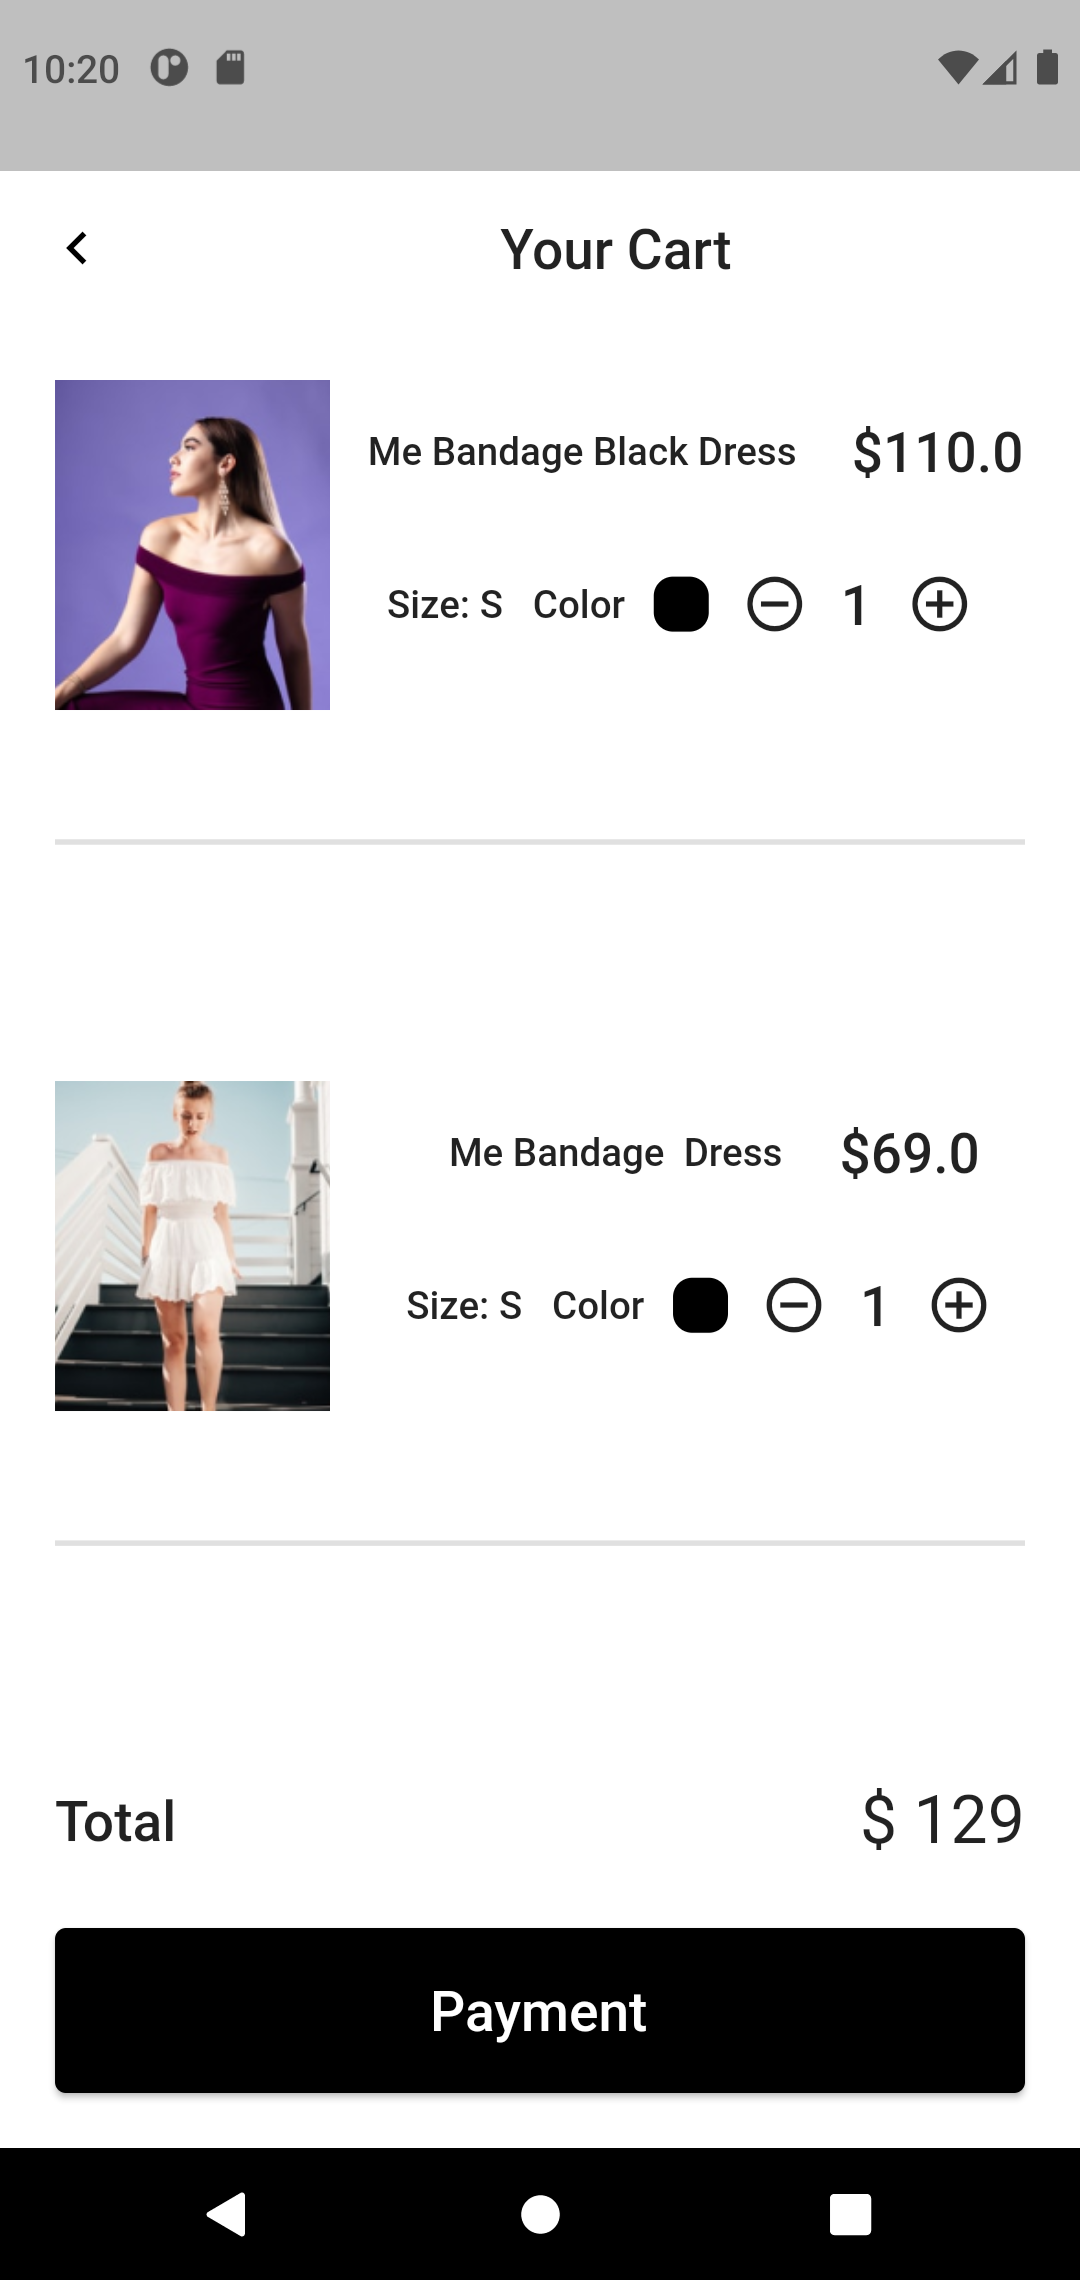 10:20
Your Cart
Me Bandage Black Dress $110.0
Size: S Color 1
Me Bandage  Dress $69.0
Size: S Color 1
Total $ 129
Payment